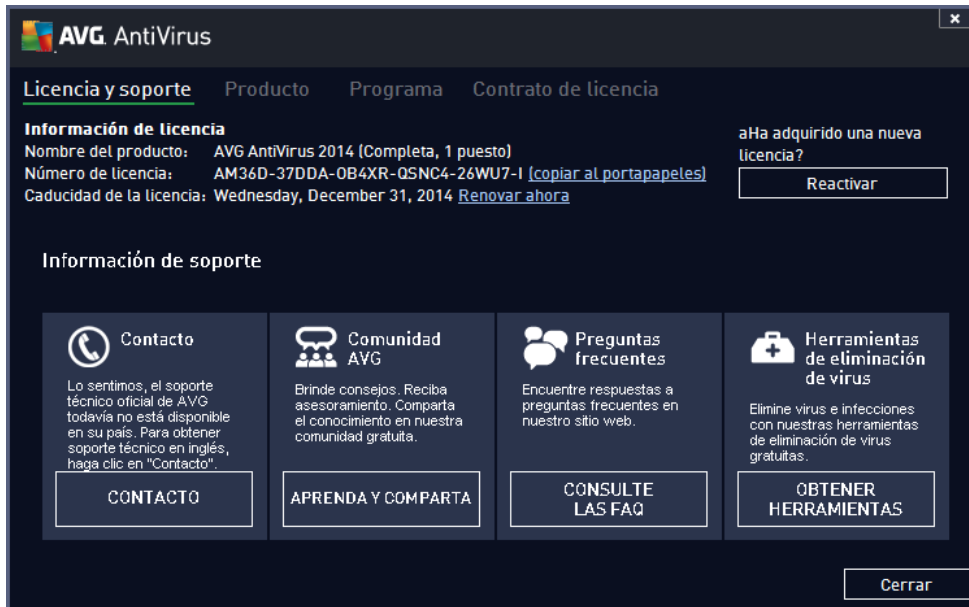 AVG. AntiVirus
x
Licencia y soporte Producto Programa Contrato de licencia
Información de licencia
Nombre del producto: AVG AntiVirus 2014 (Completa, 1 puesto)
Número de licencia: AM36D-37DDA-OB4XR-QSNC4-26WU7-I (copiar al portapapeles)
Caducidad de la licencia: Wednesday, December 31, 2014 Renovar ahora
aHa adquirido una nueva
licencia?
Reactivar
Información de soporte
Contacto
Lo sentimos, el soporte
técnico oficial de AVG
todavía no está disponible
en su país. Para obtener
soporte técnico en inglés,
haga clic en "Contacto".
CONTACTO
Comunidad
AVG
Brinde consejos. Reciba
asesoramiento. Comparta
el conocimiento en nuestra
comunidad gratuita.
APRENDA Y COMPARTA
Preguntas
frecuentes
Encuentre respuestas a
preguntas frecuentes en
nuestro sitio web.
CONSULTE
LAS FAQ
Herramientas
de eliminación
de virus
Elimine virus e infecciones
con nuestras herramientas
de eliminación de virus
gratuitas.
OBTENER
HERRAMIENTAS
Cerrar